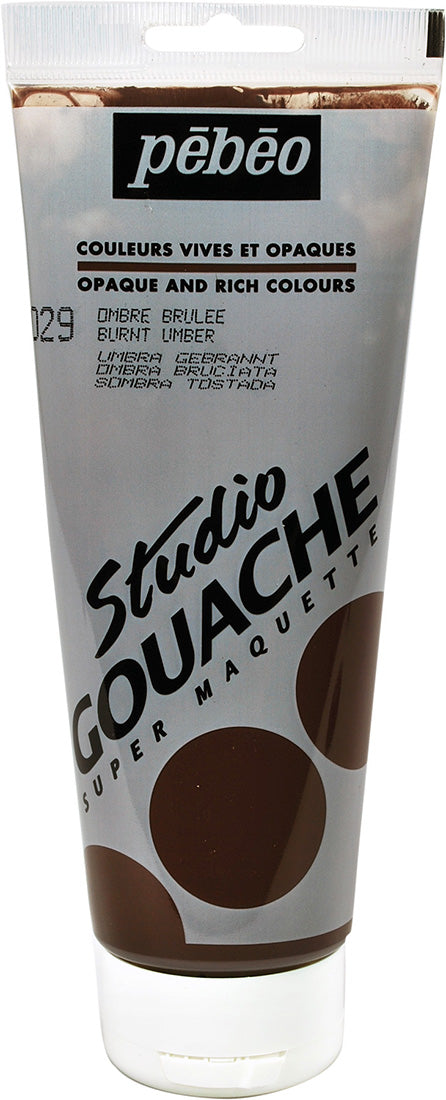 pēbēo
COULEURS VIVES ET OPAQUES
OPAQUE AND RICH COLOURS
029
OMBRE BRULEE
BURNT UMBER
UMBRA GEBRANNT
OMBRA BRUCIATA
SOMBRA TOSTADA
Studio
GOUACHE
SUPER MAQUETTE